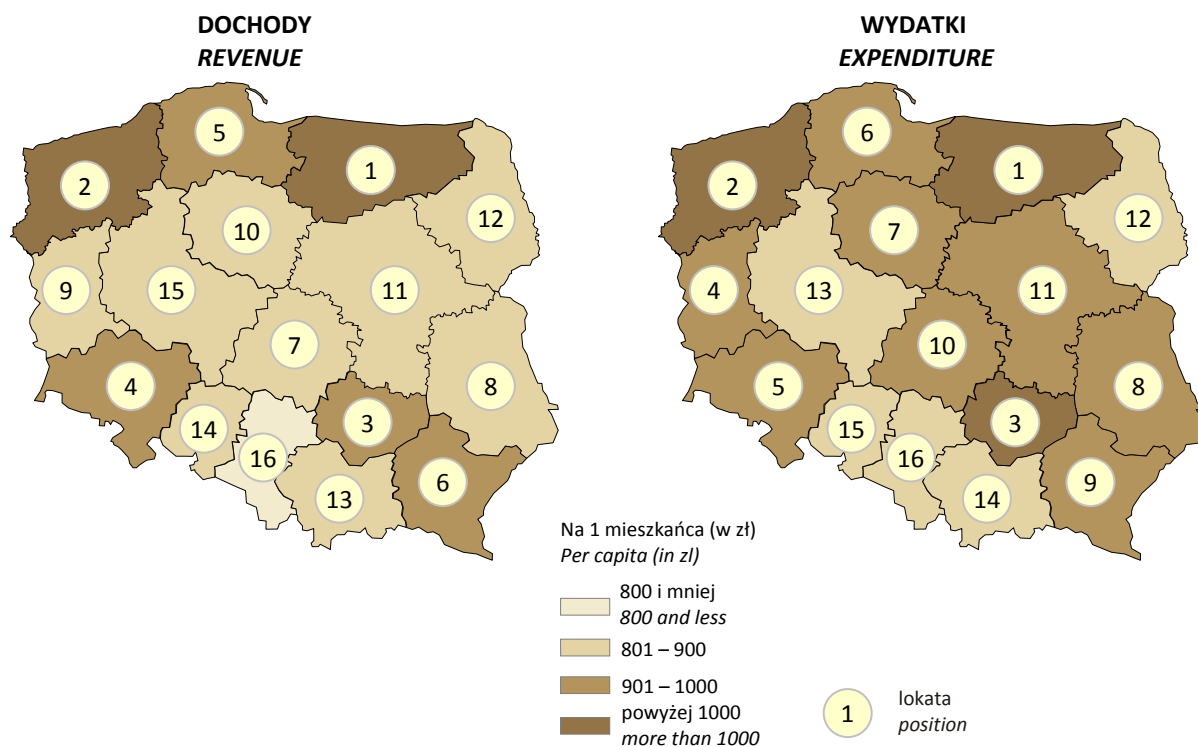 DOCHODY
REVENUE
5
1
2
12
10
9
15
11
7
4
8
14
3
16
6
13
WYDATKI
EXPENDITURE
6
1
2
12
7
4
13
11
10
5
8
3
15
16
9
14
Na 1 mieszkańca (w zł)
Per capita (in zl)
800 i mniej
800 and less
801 – 900
901 – 1000
powyżej 1000
more than 1000
1
lokata
position